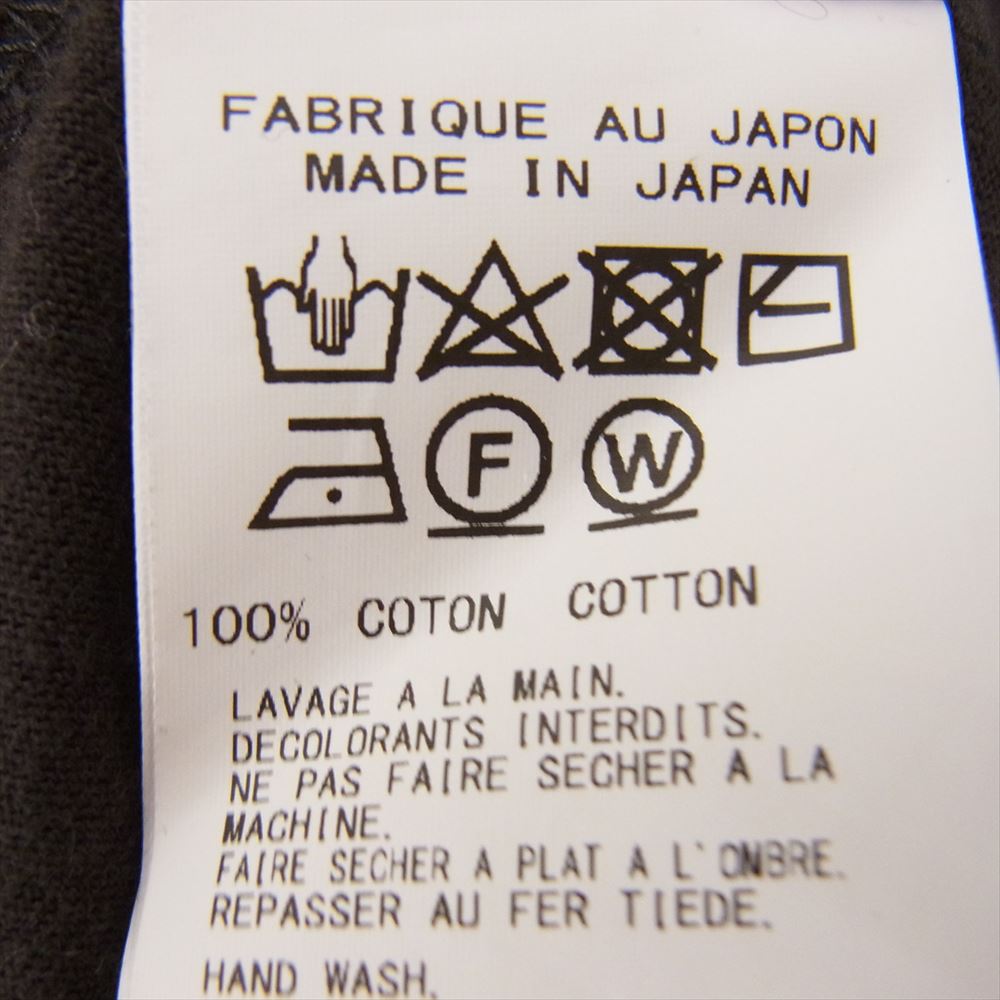 FABRIQUE AU JAPON
MADE IN JAPAN
F W
100% COTON COTTON
LAVAGE A LA MAIN.
DECOLORANTS INTERDITS.
NE PAS FAIRE SECHER A LA
MACHINE.
FAIRE SECHER A PLAT A L'OMBRE.
REPASSER AU FER TIEDE.
HAND WASH.